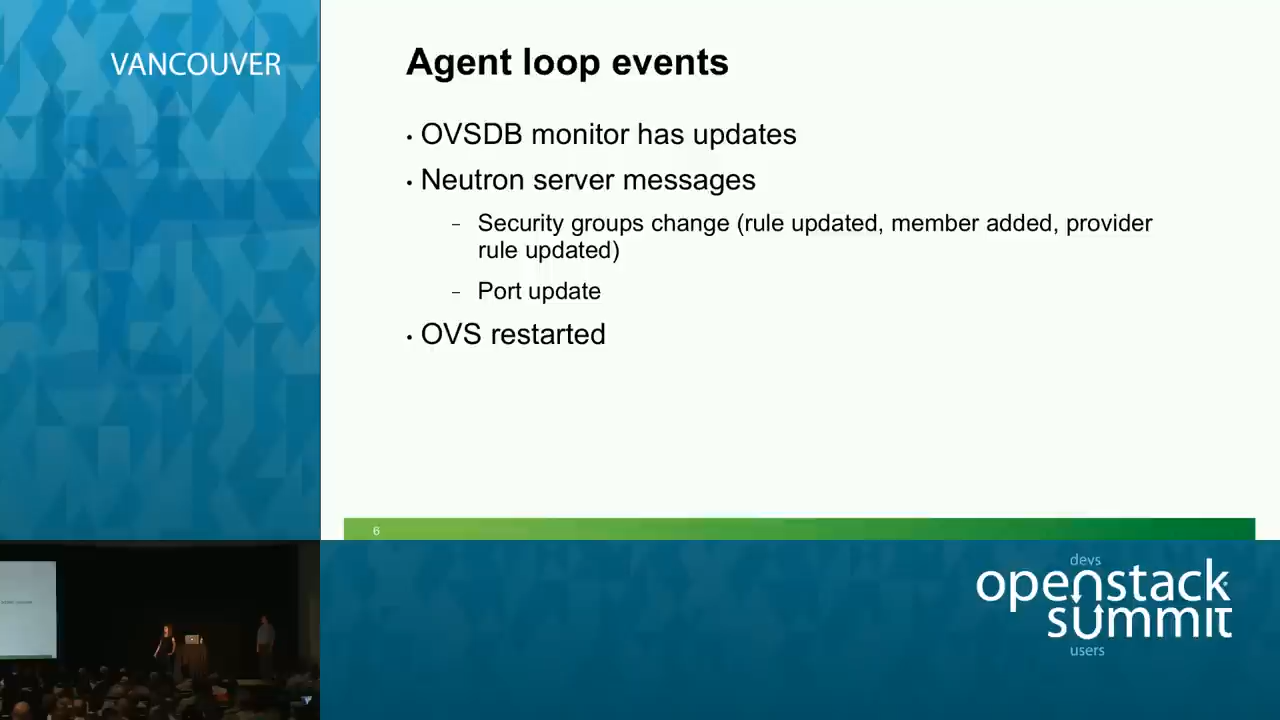 VANCOUVER
Agent loop events
• OVSDB monitor has updates
• Neutron server messages
– Security groups change (rule updated, member added, provider
rule updated)
– Port update
• OVS restarted
6
devs
openstack
summit
users